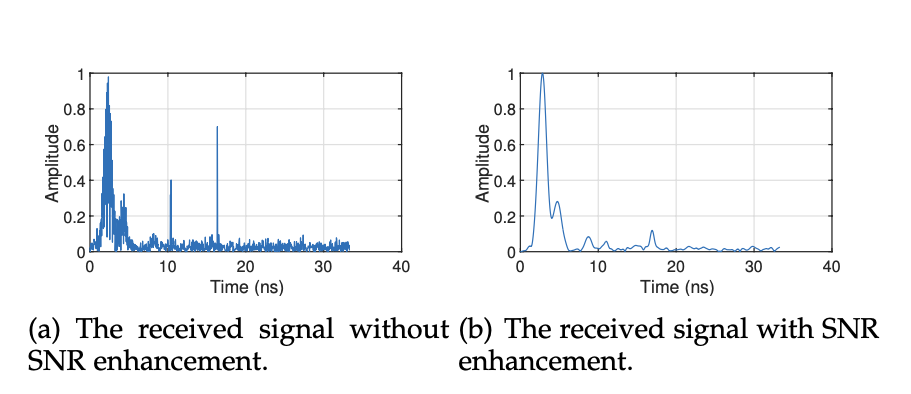 1
0.8
0.6
0.4
0.2
0
Amplitude
0 10 20 30 40
Time (ns)
1
0.8
0.6
0.4
0.2
0
Amplitude
0 10 20 30 40
Time (ns)
(a) The received signal without
SNR enhancement.
(b) The received signal with SNR
enhancement.